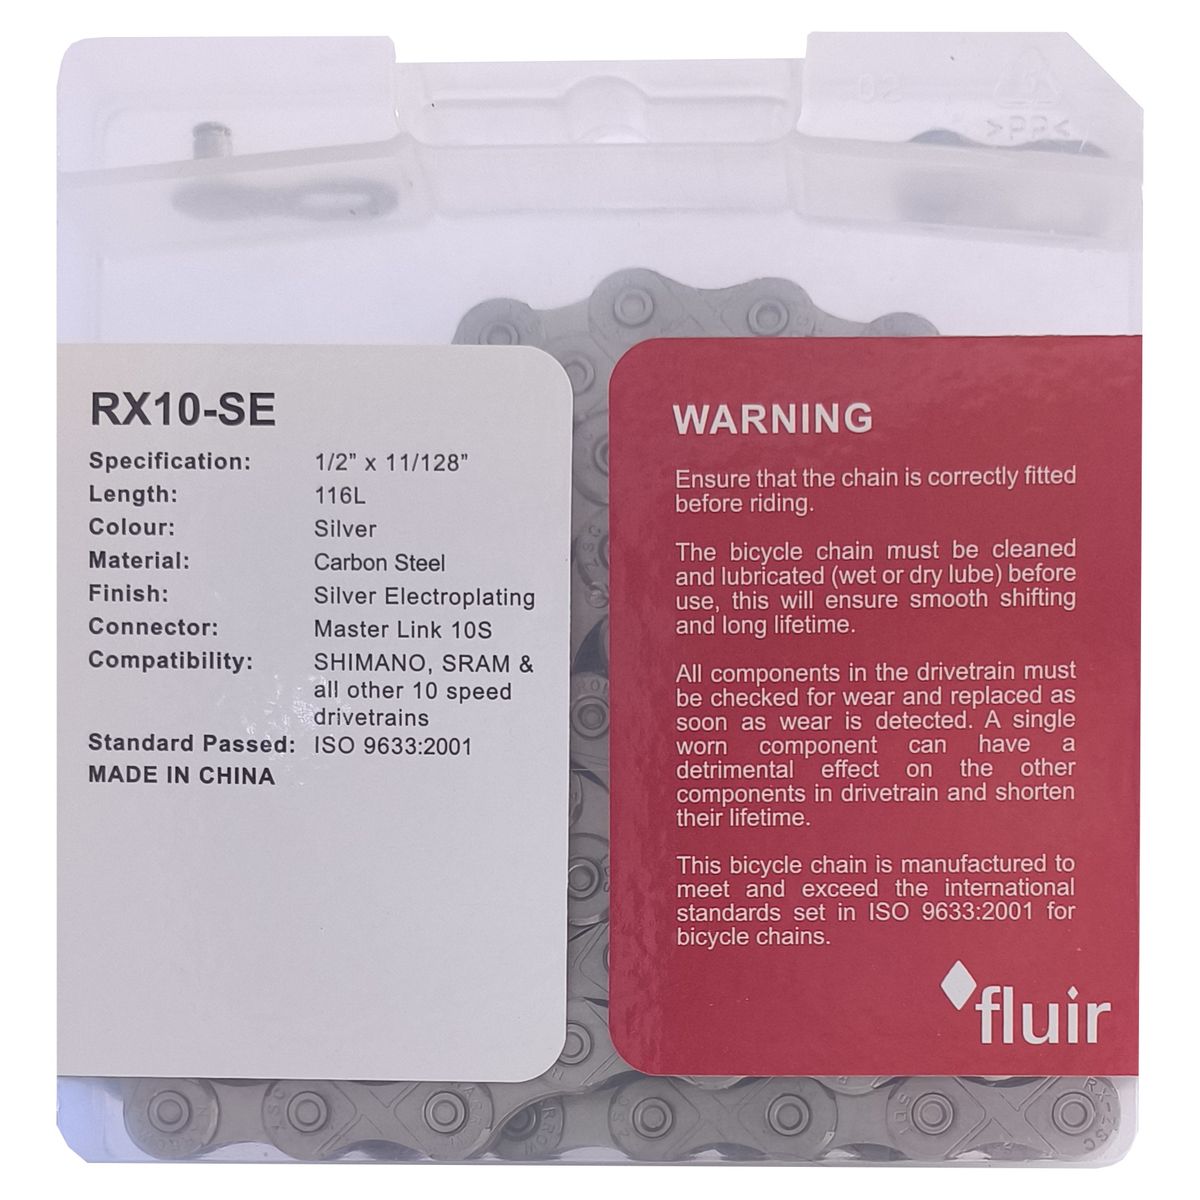 RX10-SE
Specification: 1/2” x 11/128”
Length: 116L
Colour: Silver
Material: Carbon Steel
Finish: Silver Electroplating
Connector: Master Link 10S
Compatibility: SHIMANO, SRAM &
all other 10 speed
drivetrains
Standard Passed: ISO 9633:2001
MADE IN CHINA
WARNING
Ensure that the chain is correctly fitted
before riding.
The bicycle chain must be cleaned
and lubricated (wet or dry lube) before
use, this will ensure smooth shifting
and long lifetime.
All components in the drivetrain must
be checked for wear and replaced as
soon as wear is detected. A single
worn component can have a
detrimental effect on the other
components in drivetrain and shorten
their lifetime.
This bicycle chain is manufactured to
meet and exceed the international
standards set in ISO 9633:2001 for
bicycle chains.
fluir
>PP<